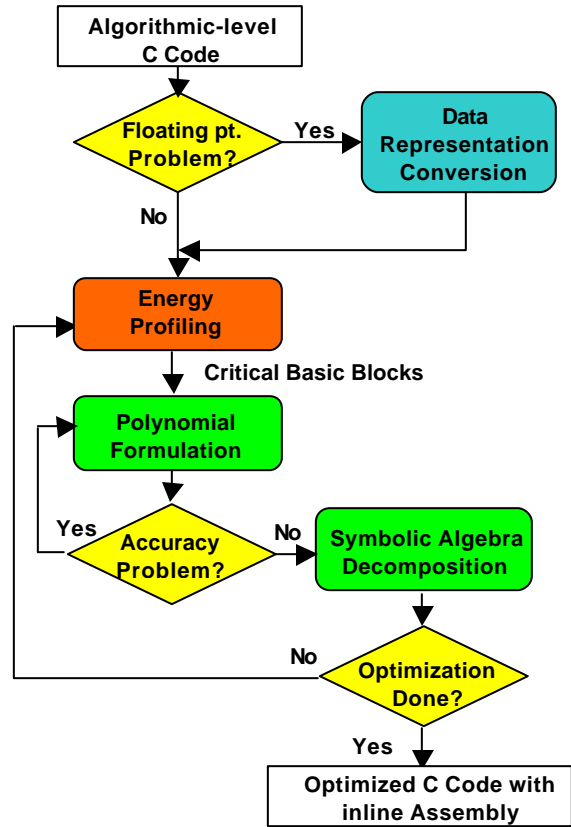 Algorithmic-level
C Code
Floating pt.
Problem?
Yes
Data
Representation
Conversion
No
Energy
Profiling
Critical Basic Blocks
Polynomial
Formulation
Yes
Accuracy
Problem?
No
Symbolic Algebra
Decomposition
No
Optimization
Done?
Yes
Optimized C Code with
inline Assembly